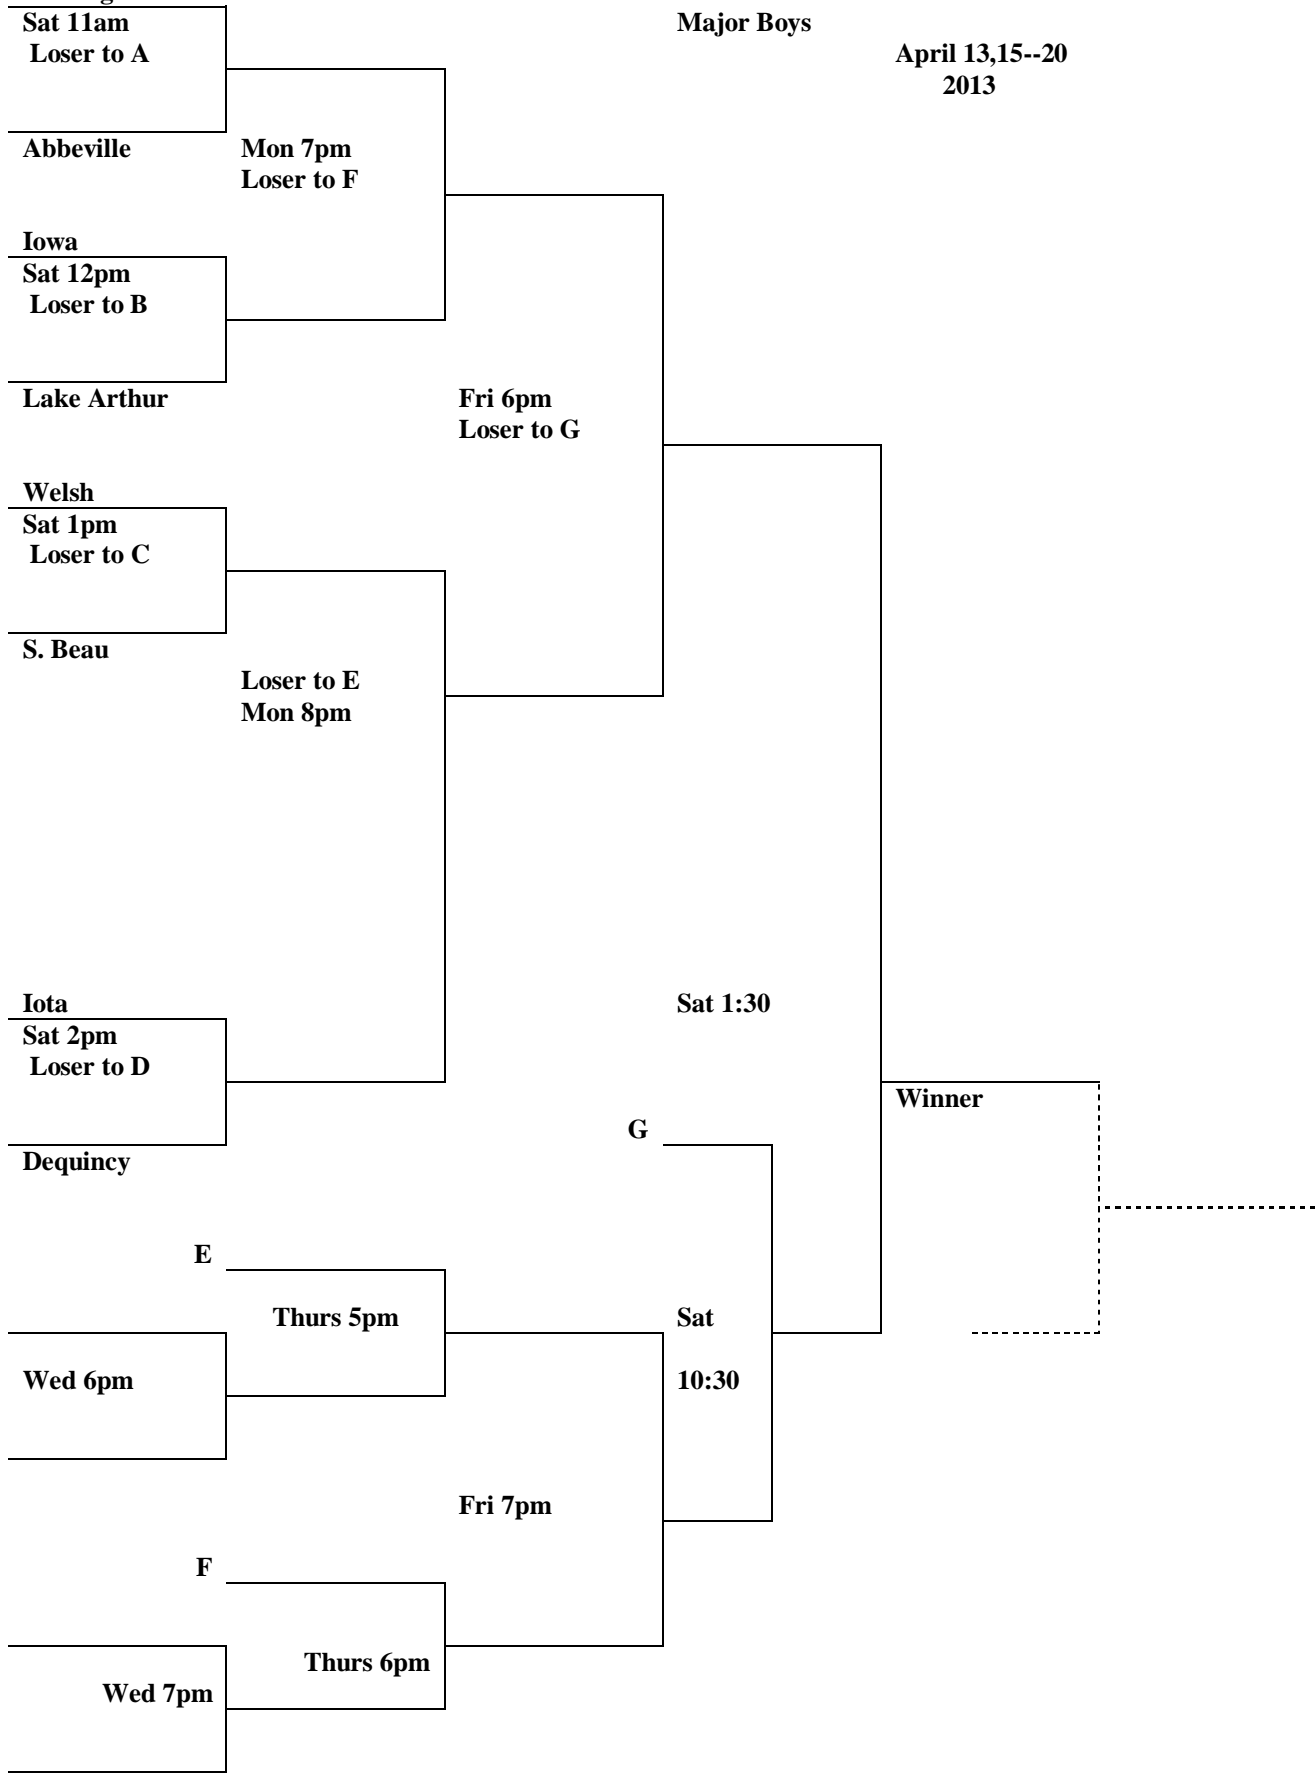 Sat 11am
Major Boys
Loser to A
April 13,15--20
2013
Abbeville
Mon 7pm
Loser to F
Iowa
Sat 12pm
Loser to B
Lake Arthur
Fri 6pm
Loser to G
Welsh
Sat 1pm
Loser to C
S. Beau
Loser to E
Mon 8pm
Iota
Sat 1:30
Sat 2pm
Loser to D
Winner
G
Dequincy
E
Thurs 5pm
Sat
Wed 6pm
10:30
Fri 7pm
F
Thurs 6pm
Wed 7pm